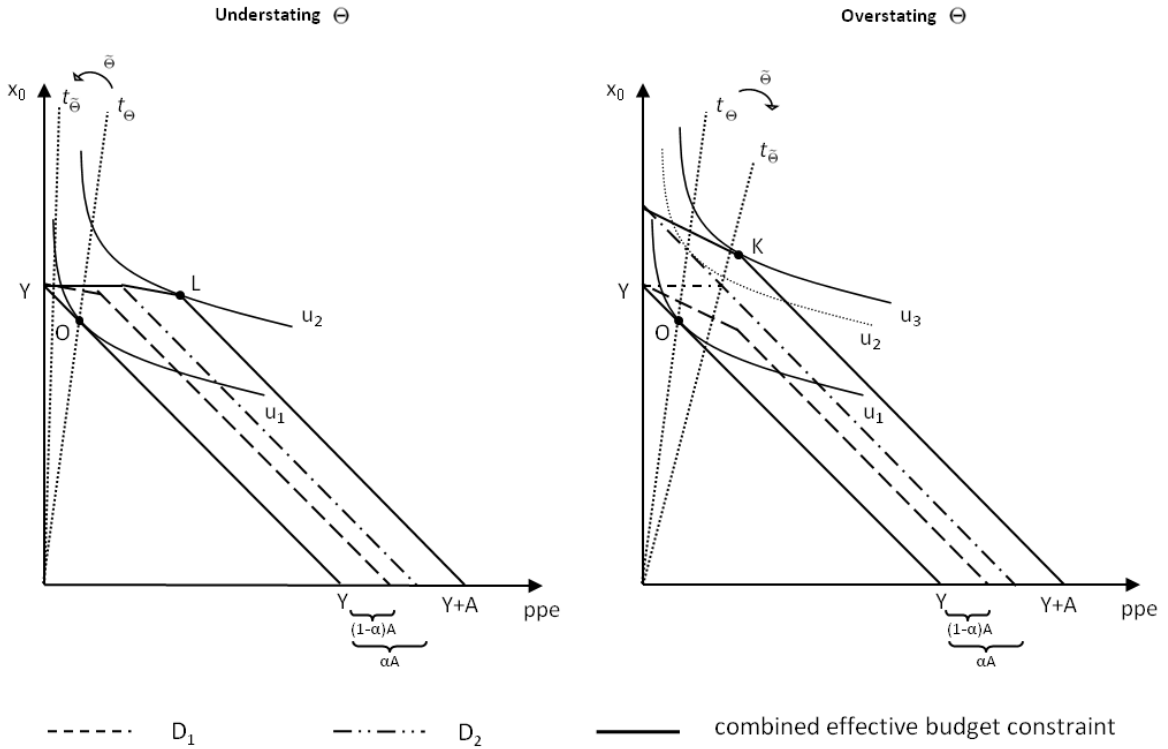 Understating Θ
Overstating Θ
Θ̃
x₀
t_Θ̃
t_Θ
Y
L
O
u₂
u₁
Y
Y+A
ppe
(1-α)A
αA
Θ̃
x₀
t_Θ
t_Θ̃
K
Y
O
u₃
u₂
u₁
Y
Y+A
ppe
(1-α)A
αA
D₁
D₂
combined effective budget constraint